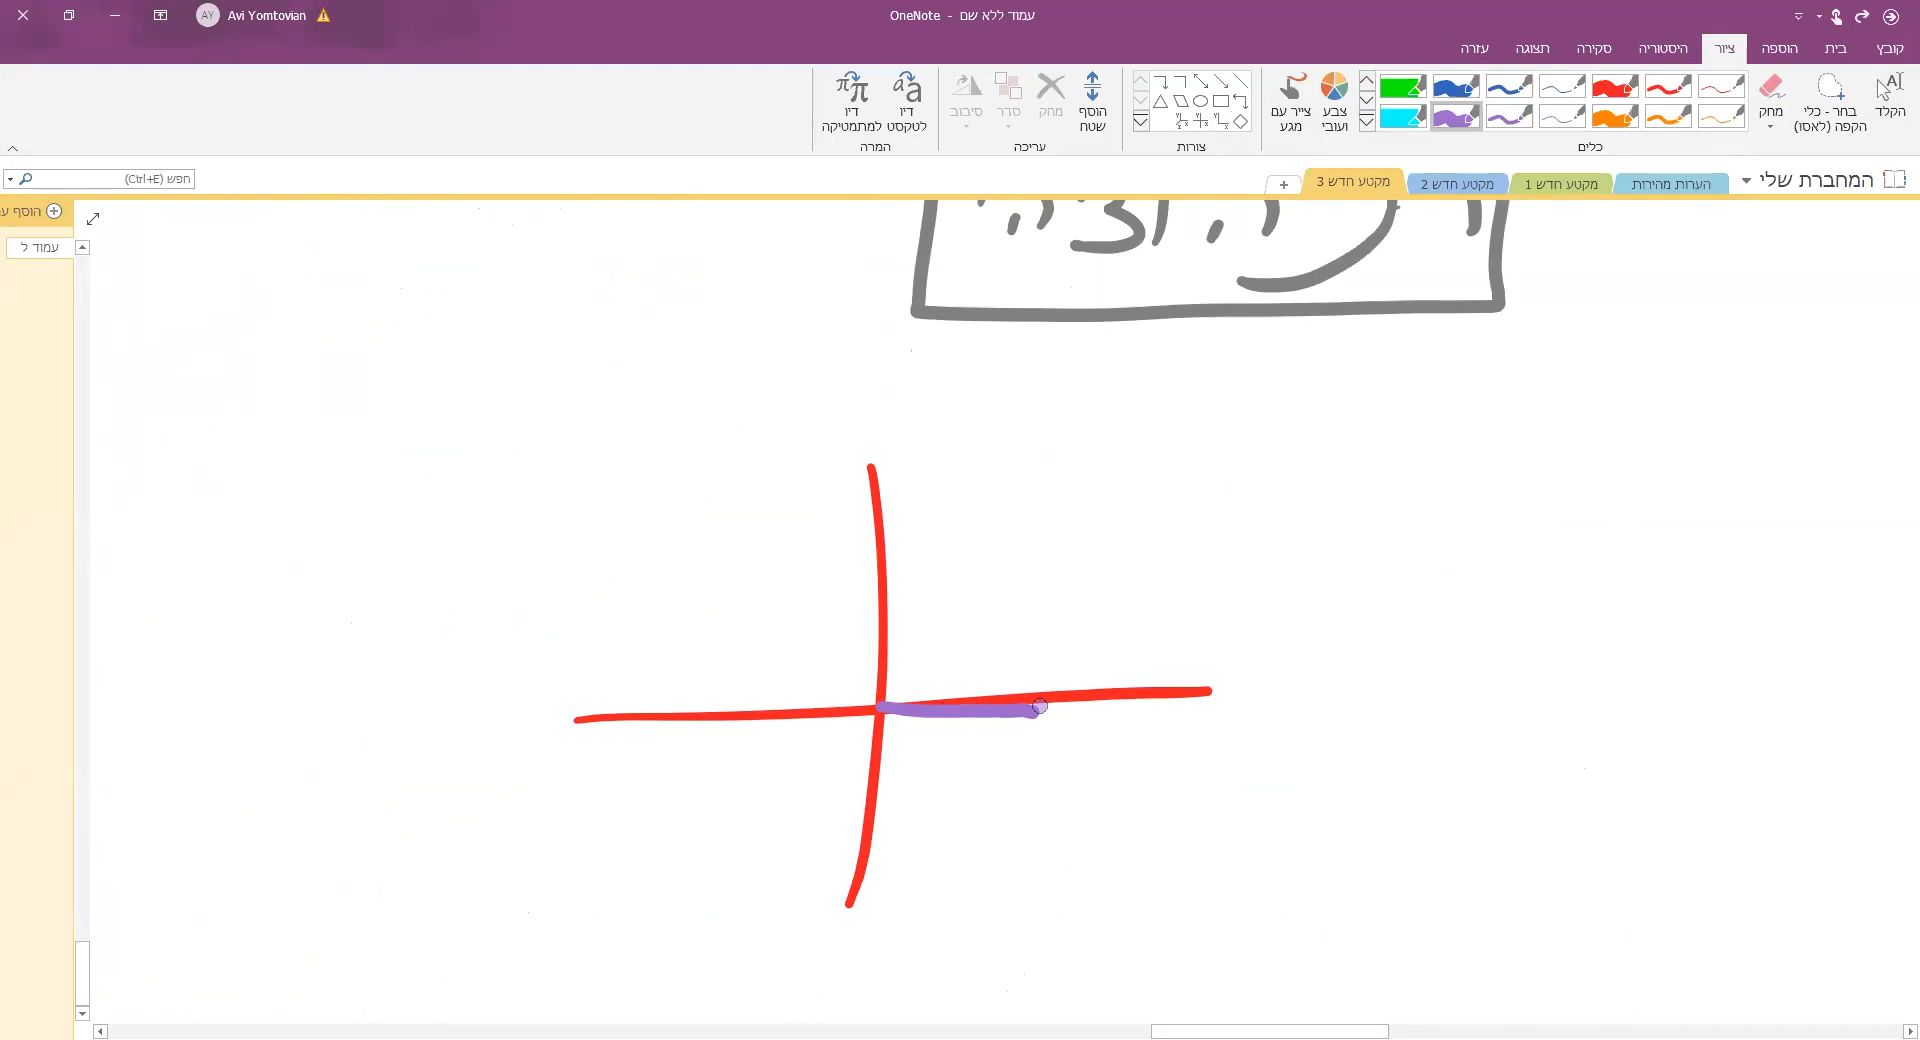 עמוד ללא שם - OneNote
Avi Yomtovian
AY
קובץ
בית
הוספה
ציור
היסטוריה
סקירה
תצוגה
עזרה
הקלד
בחר - כלי
הקפה (לאסו)
מחק
כלים
צבע
ועובי
צייר עם
מגע
צורות
הוסף
שטח
מחק
סדר
סיבוב
עריכה
דיו
לטקסט
דיו
למתמטיקה
המרה
המחברת שלי
הערות מהירות
מקטע חדש 1
מקטע חדש 2
מקטע חדש 3
חפש (Ctrl+E)
הוסף עמ
עמוד ל